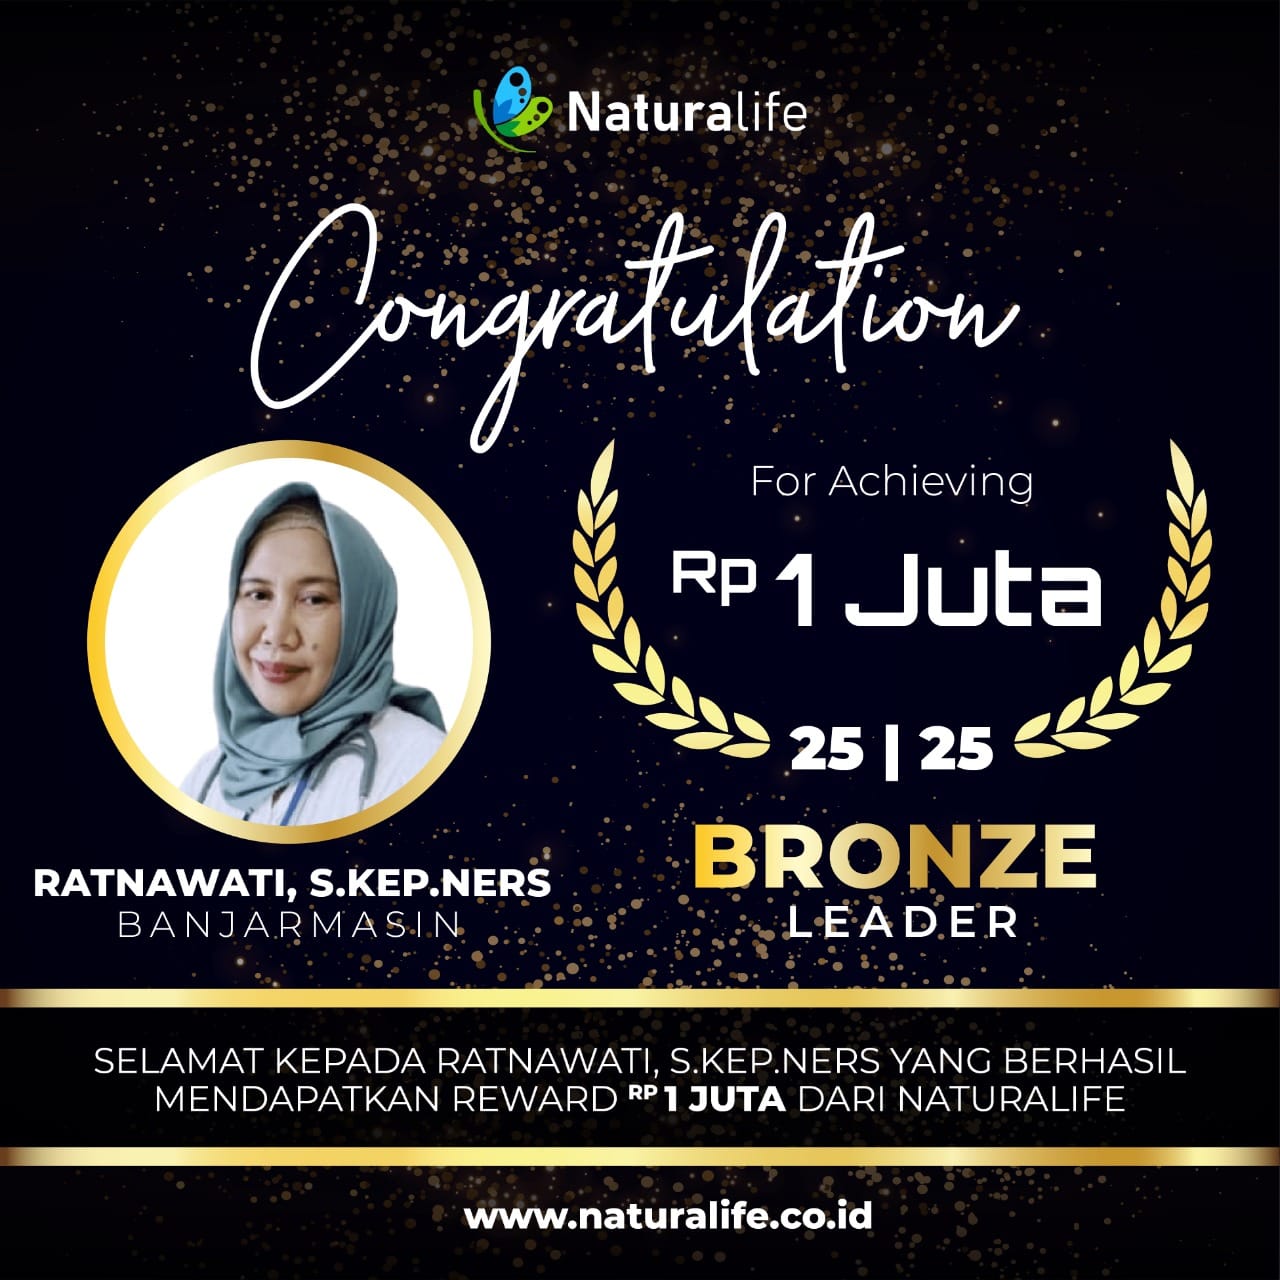 Naturalife
Congratulation
For Achieving
Rp 1 Juta
25 | 25
BRONZE
LEADER
RATNAWATI, S.KEP.NERS
BANJARMASIN
SELAMAT KEPADA RATNAWATI, S.KEP.NERS YANG BERHASIL
MENDAPATKAN REWARD RP 1 JUTA DARI NATURALIFE
www.naturalife.co.id